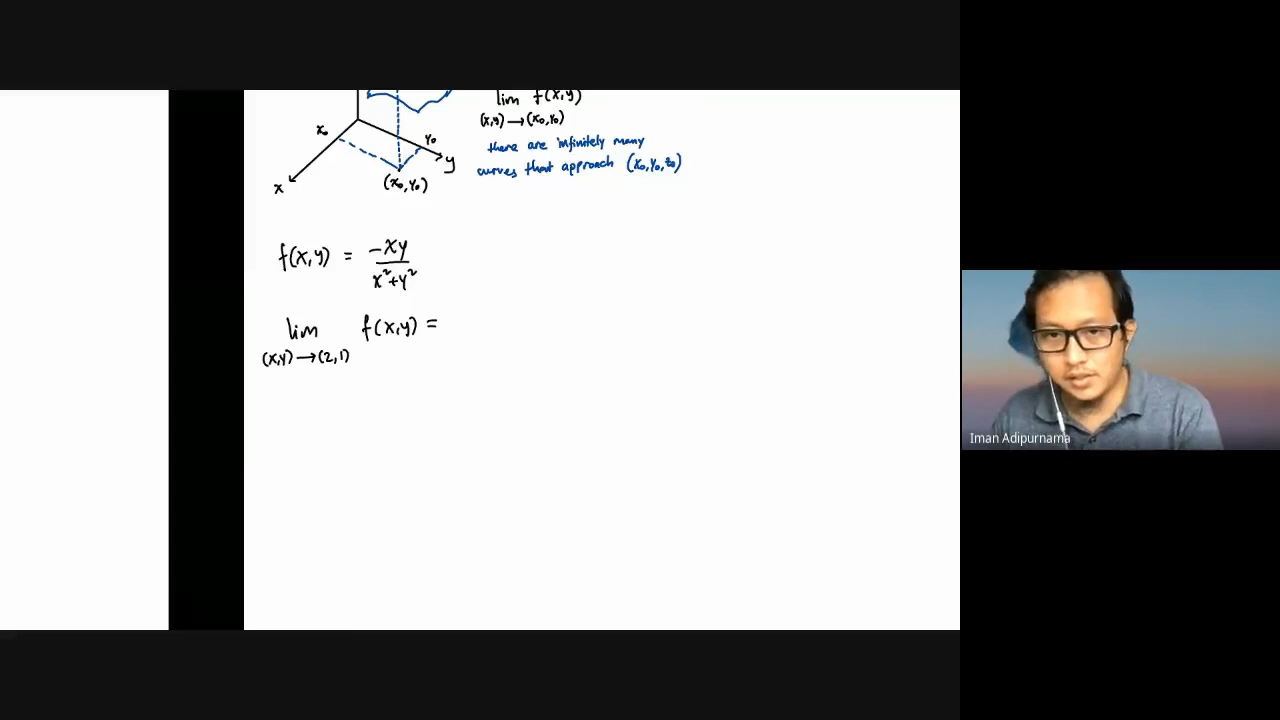 lim f(x,y)
(x,y) → (x₀,y₀)
there are infinitely many
curves that approach (x₀,y₀,z₀)
x₀
y₀
y
(x₀,y₀)
x
f(x,y) = -xy / x²+y²
lim f(x,y) =
(x,y) → (2,1)
Iman Adipurnama